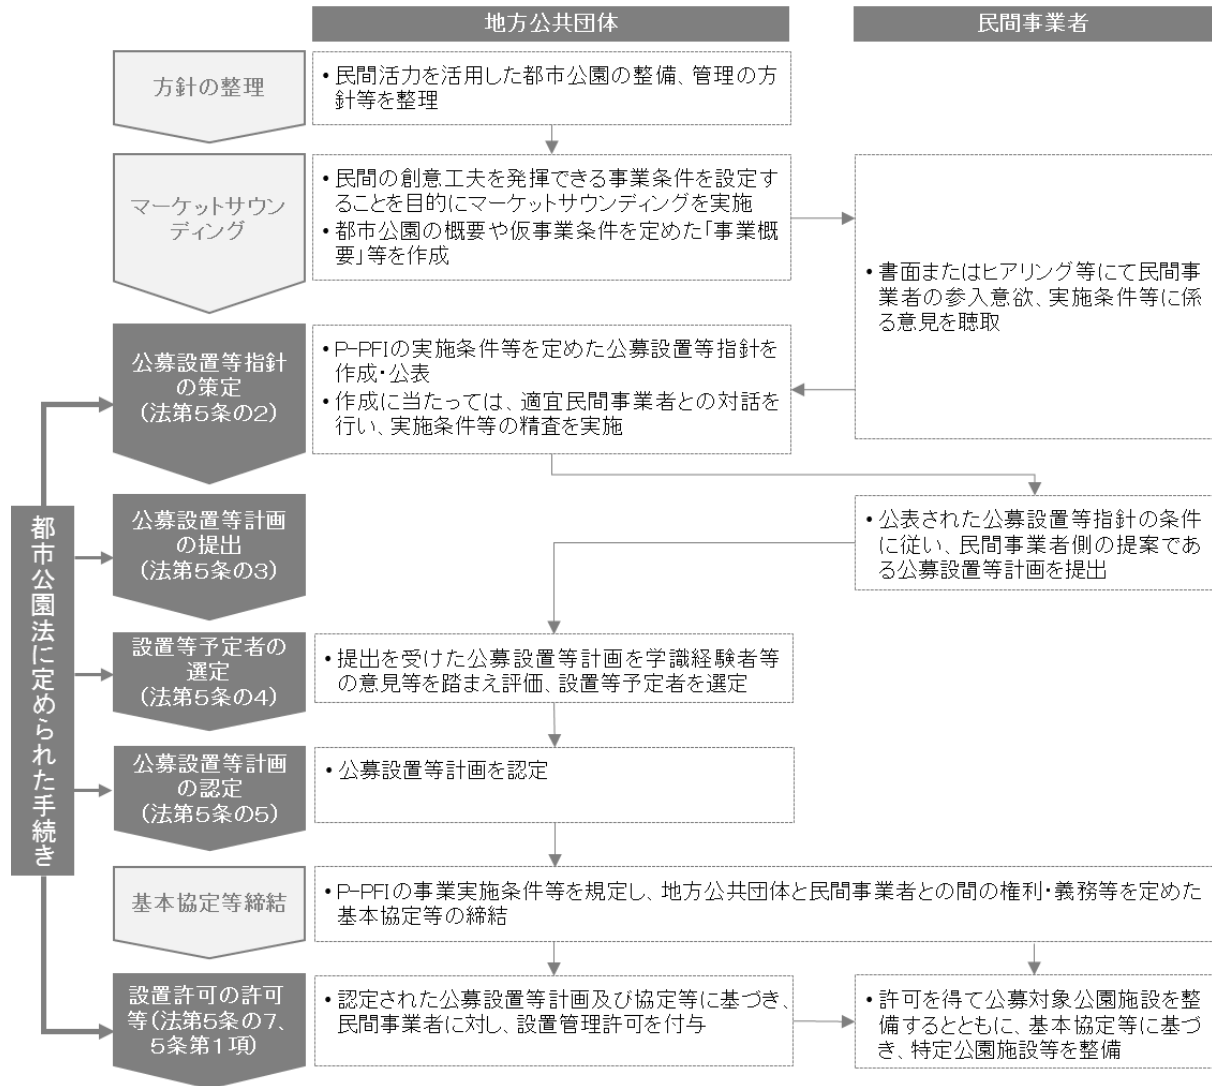 地方公共団体
民間事業者
方針の整理
• 民間活力を活用した都市公園の整備、管理の方
針等を整理
マーケットサウン
ディング
• 民間の創意工夫を発揮できる事業条件を設定す
ることを目的にマーケットサウンディングを実施
• 都市公園の概要や仮事業条件を定めた「事業概
要」等を作成
• 書面またはヒアリング等にて民間事
業者の参入意欲、実施条件等に係
る意見を聴取
公募設置等指針
の策定
(法第5条の2)
• P-PFIの実施条件等を定めた公募設置等指針を
作成・公表
• 作成に当たっては、適宜民間事業者との対話を
行い、実施条件等の精査を実施
都市公園法に定められた手続き
公募設置等計画
の提出
(法第5条の3)
• 公表された公募設置等指針の条件
に従い、民間事業者側の提案であ
る公募設置等計画を提出
設置等予定者の
選定
(法第5条の4)
• 提出を受けた公募設置等計画を学識経験者等
の意見等を踏まえ評価、設置等予定者を選定
公募設置等計画
の認定
(法第5条の5)
• 公募設置等計画を認定
基本協定等締結
• P-PFIの事業実施条件等を規定し、地方公共団体と民間事業者との間の権利・義務等を定めた
基本協定等の締結
設置許可の許可
等(法第5条の7、
5条第1項)
• 認定された公募設置等計画及び協定等に基づき、
民間事業者に対し、設置管理許可を付与
• 許可を得て公募対象公園施設を整
備するとともに、基本協定等に基づ
き、特定公園施設等を整備